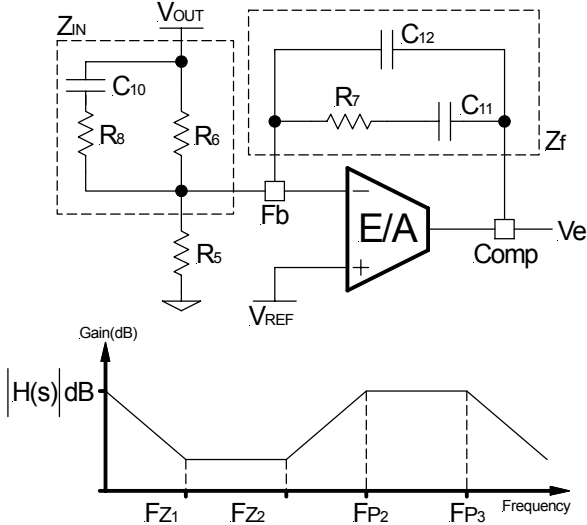 VOUT
ZIN
C12
C10
R7
C11
R8
R6
Zf
Fb
−
E/A
+
R5
Ve
Comp
VREF
Gain(dB)
|H(s)| dB
FZ1
FZ2
FP2
FP3
Frequency